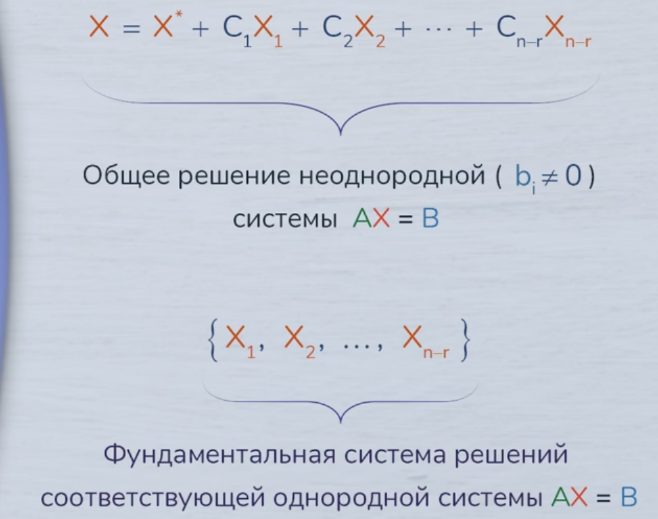 X = X* + C₁X₁ + C₂X₂ + ··· + Cₙ₋ᵣXₙ₋ᵣ
Общее решение неоднородной ( bᵢ ≠ 0 )
системы AX = B
{ X₁, X₂, ..., Xₙ₋ᵣ }
Фундаментальная система решений
соответствующей однородной системы AX = B